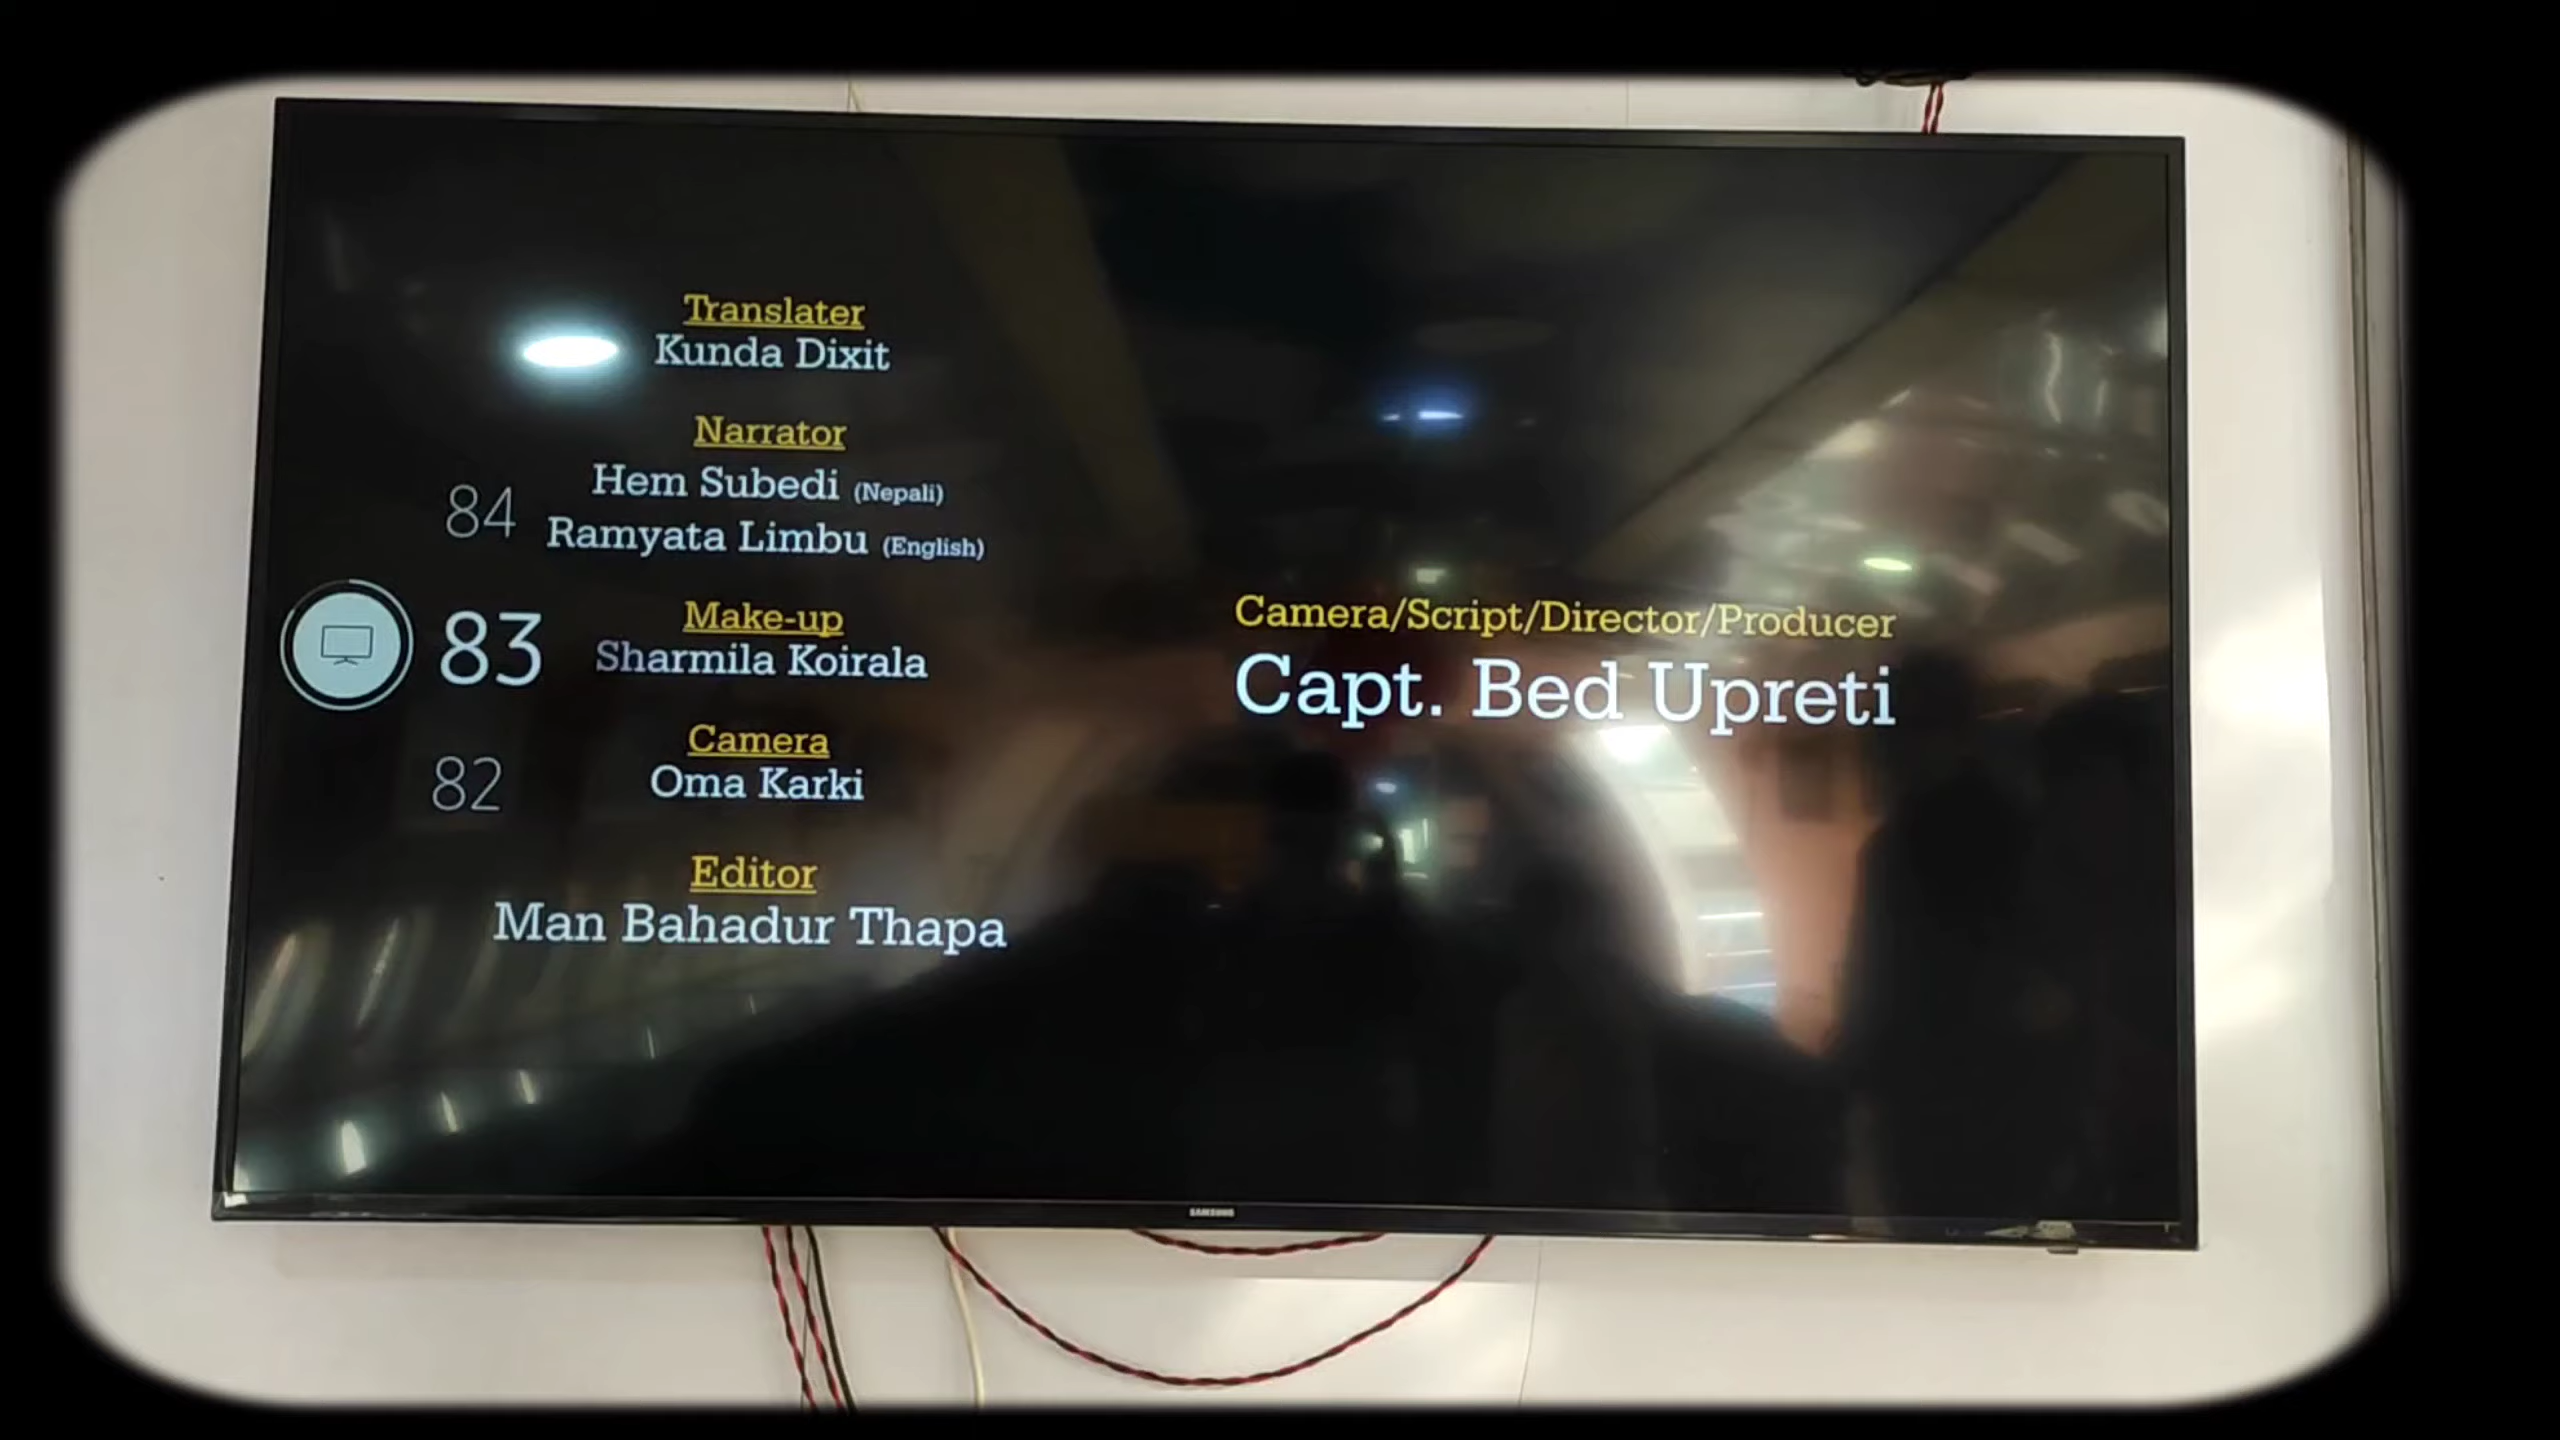 Translater
Kunda Dixit
Narrator
Hem Subedi (Nepali)
Ramyata Limbu (English)
Make-up
Sharmila Koirala
Camera
Oma Karki
Editor
Man Bahadur Thapa
84
83
82
Camera/Script/Director/Producer
Capt. Bed Upreti
SAMSUNG